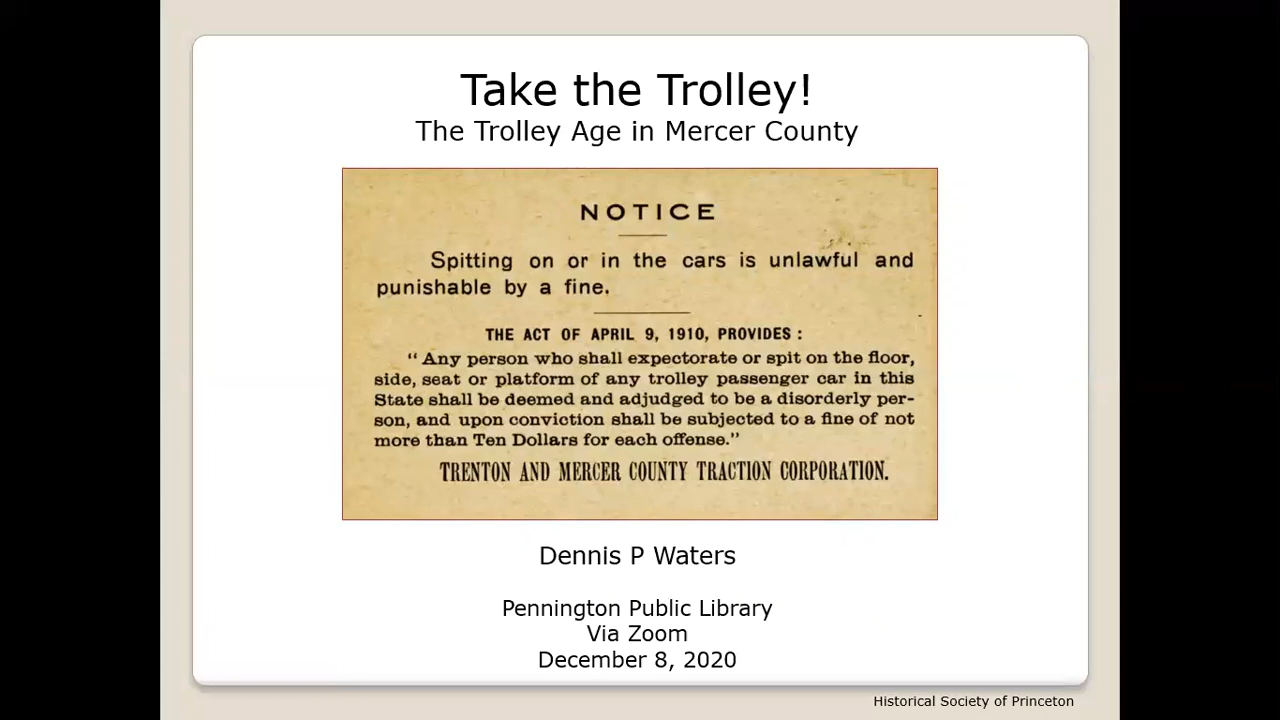 Take the Trolley!
The Trolley Age in Mercer County
NOTICE
Spitting on or in the cars is unlawful and
punishable by a fine.
THE ACT OF APRIL 9, 1910, PROVIDES :
“ Any person who shall expectorate or spit on the floor,
side, seat or platform of any trolley passenger car in this
State shall be deemed and adjudged to be a disorderly per-
son, and upon conviction shall be subjected to a fine of not
more than Ten Dollars for each offense.”
TRENTON AND MERCER COUNTY TRACTION CORPORATION.
Dennis P Waters
Pennington Public Library
Via Zoom
December 8, 2020
Historical Society of Princeton